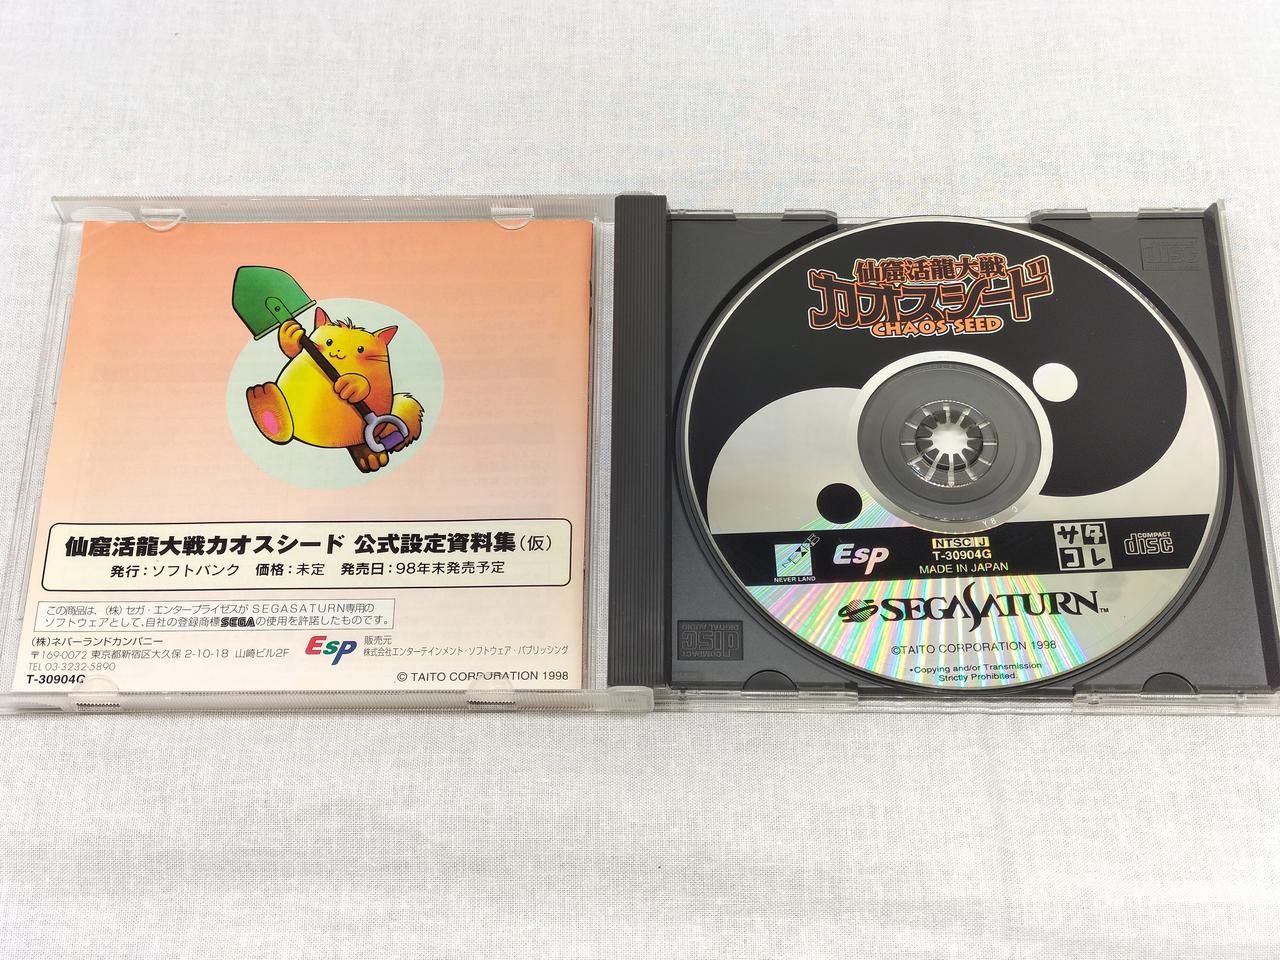 仙窟活龍大戦カオスシード 公式設定資料集(仮)
発行:ソフトバンク 価格:未定 発売日:98年末発売予定
この商品は、(株)セガ・エンタープライゼスがSEGASATURN専用の
ソフトウェアとして、自社の登録商標SEGAの使用を許諾したものです。
(株)ネバーランドカンパニー
〒169-0072 東京都新宿区大久保 2-10-18 山崎ビル2F
TEL 03-3232-5890
T-30904G
Esp
販売元
株式会社エンターテインメント・ソフトウェア・パブリッシング
© TAITO CORPORATION 1998
仙窟活龍大戦
カオスシード
CHAOS SEED
NEVER LAND
Esp
NTSC J
T-30904G
MADE IN JAPAN
サタ
コレ
COMPACT
disc
SEGASATURN™
©TAITO CORPORATION 1998
•Copying and/or Transmission
Strictly Prohibited.
COMPACT
disc
DIGITAL AUDIO